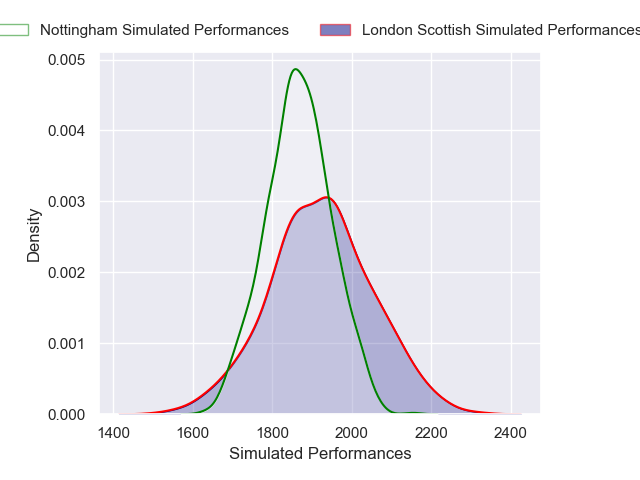 Nottingham Simulated Performances London Scottish Simulated Performances
0.005
0.004
0.003
0.002
0.001
0.000
Density
1400 1600 1800 2000 2200 2400
Simulated Performances